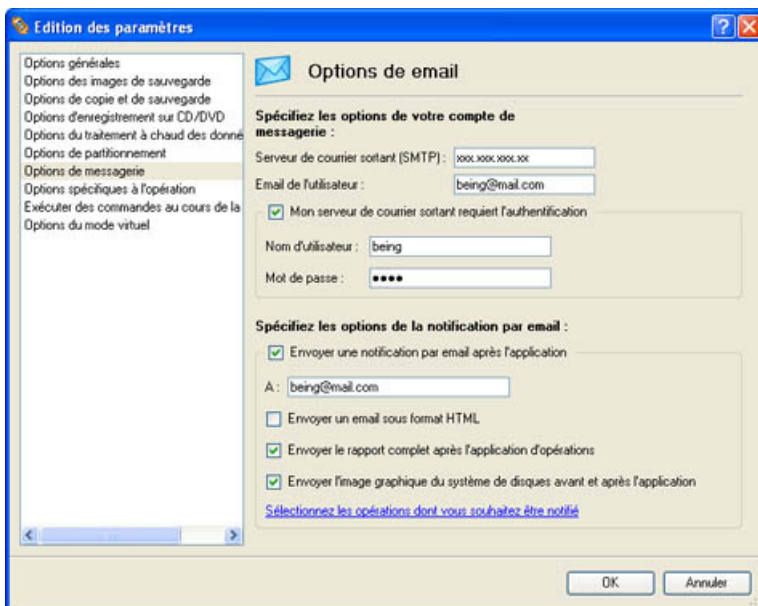 Edition des paramètres
Options générales
Options des images de sauvegarde
Options de copie et de sauvegarde
Options d'enregistrement sur CD/DVD
Options du traitement à chaud des donné
Options de partitionnement
Options de messagerie
Options spécifiques à l'opération
Exécuter des commandes au cours de la
Options du mode virtuel
Options de email
Spécifiez les options de votre compte de
messagerie :
Serveur de courrier sortant (SMTP) : xxx.xxx.xxx.xx
Email de l'utilisateur : being@mail.com
Mon serveur de courrier sortant requiert l'authentification
Nom d'utilisateur : being
Mot de passe : ●●●●
Spécifiez les options de la notification par email :
Envoyer une notification par email après l'application
A : being@mail.com
Envoyer un email sous format HTML
Envoyer le rapport complet après l'application d'opérations
Envoyer l'image graphique du système de disques avant et après l'application
Sélectionnez les opérations dont vous souhaitez être notifié
OK
Annuler